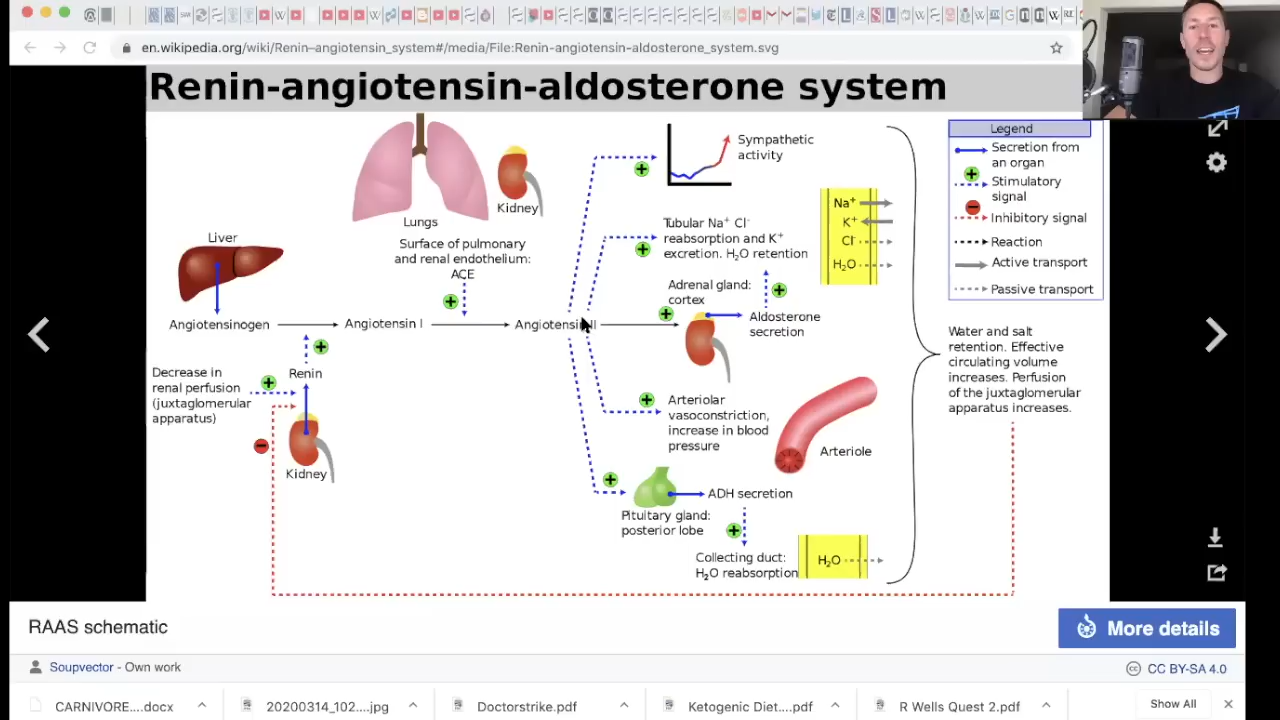 en.wikipedia.org/wiki/Renin–angiotensin_system#/media/File:Renin-angiotensin-aldosterone_system.svg
Renin-angiotensin-aldosterone system
Lungs
Kidney
Surface of pulmonary
and renal endothelium:
ACE
Liver
Angiotensinogen
Angiotensin I
Angiotensin II
Renin
Decrease in
renal perfusion
(juxtaglomerular
apparatus)
Kidney
Sympathetic
activity
Tubular Na+ Cl-
reabsorption and K+
excretion. H2O retention
Na+
K+
Cl-
H2O
Adrenal gland:
cortex
Aldosterone
secretion
Arteriolar
vasoconstriction,
increase in blood
pressure
Arteriole
Pituitary gland:
posterior lobe
ADH secretion
Collecting duct:
H2O reabsorption
H2O
Legend
Secretion from
an organ
Stimulatory
signal
Inhibitory signal
Reaction
Active transport
Passive transport
Water and salt
retention. Effective
circulating volume
increases. Perfusion
of the juxtaglomerular
apparatus increases.
RAAS schematic
More details
Soupvector - Own work
CC BY-SA 4.0
CARNIVORE....docx
20200314_102....jpg
Doctorstrike.pdf
Ketogenic Diet....pdf
R Wells Quest 2.pdf
Show All